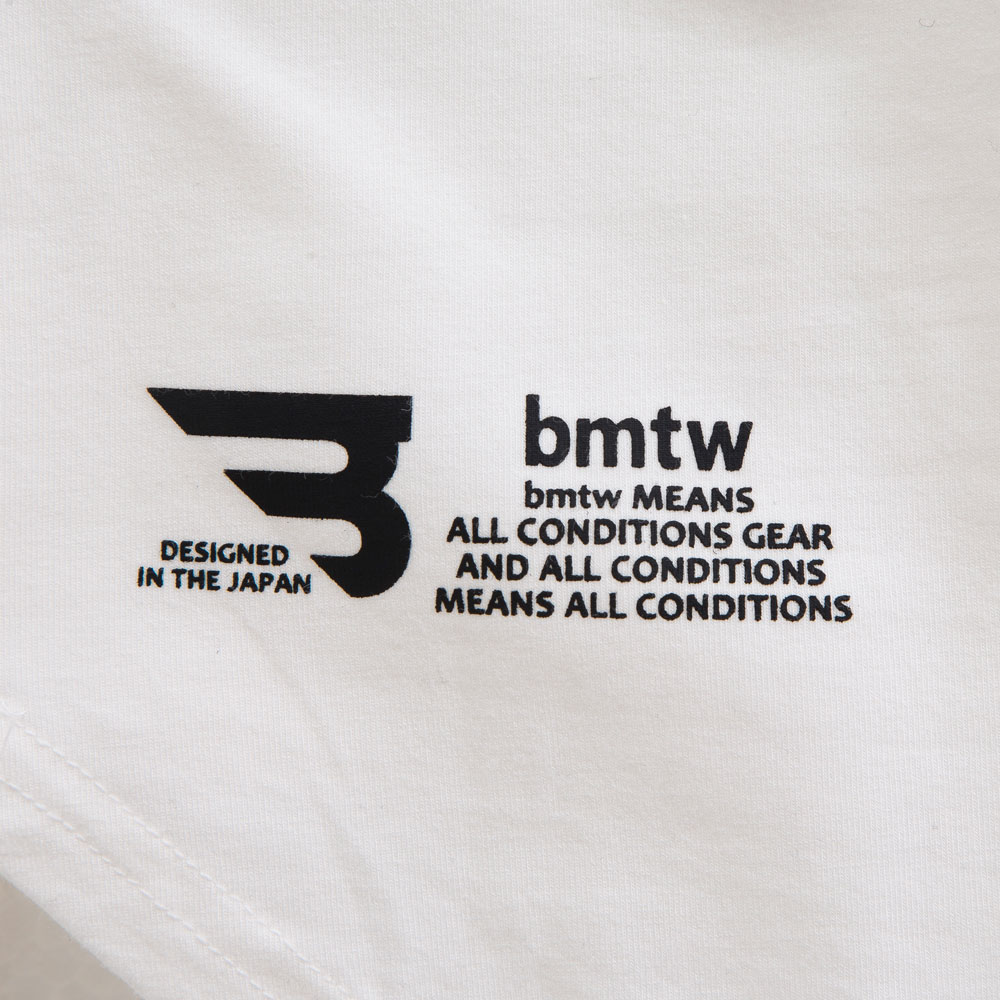 DESIGNED
IN THE JAPAN
bmtw
bmtw MEANS
ALL CONDITIONS GEAR
AND ALL CONDITIONS
MEANS ALL CONDITIONS